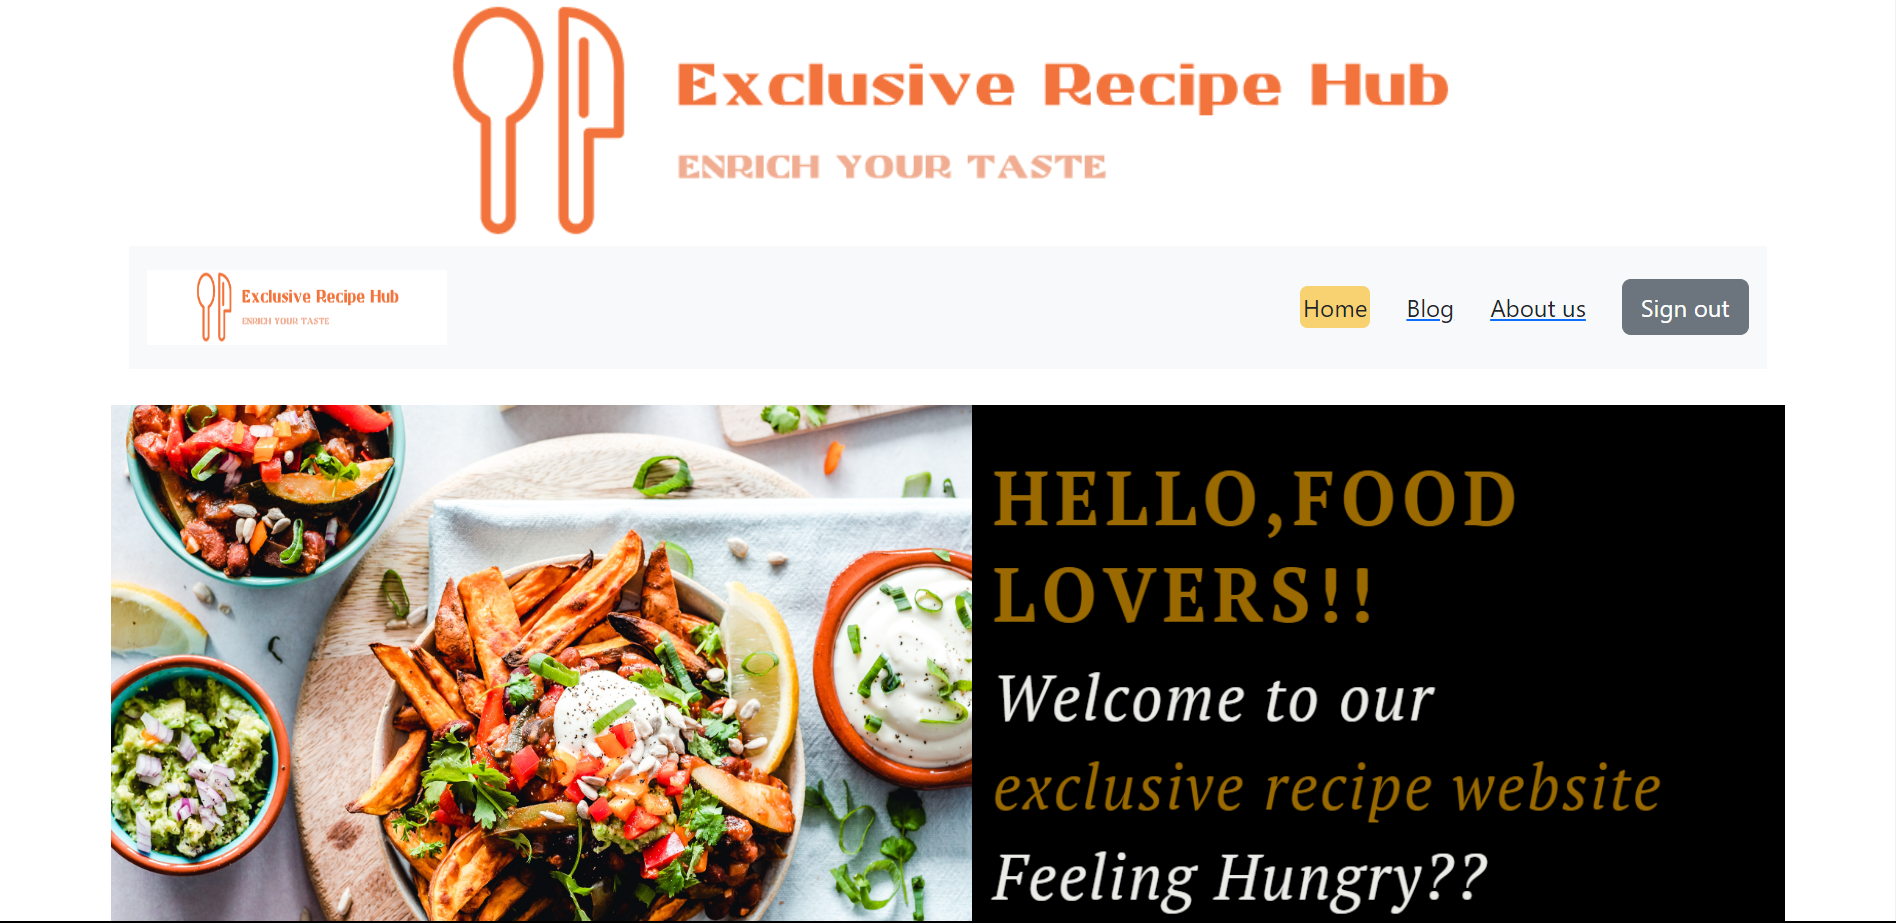 Exclusive Recipe Hub
ENRICH YOUR TASTE
Exclusive Recipe Hub
ENRICH YOUR TASTE
Home Blog About us Sign out
HELLO,FOOD
LOVERS!!
Welcome to our
exclusive recipe website
Feeling Hungry??